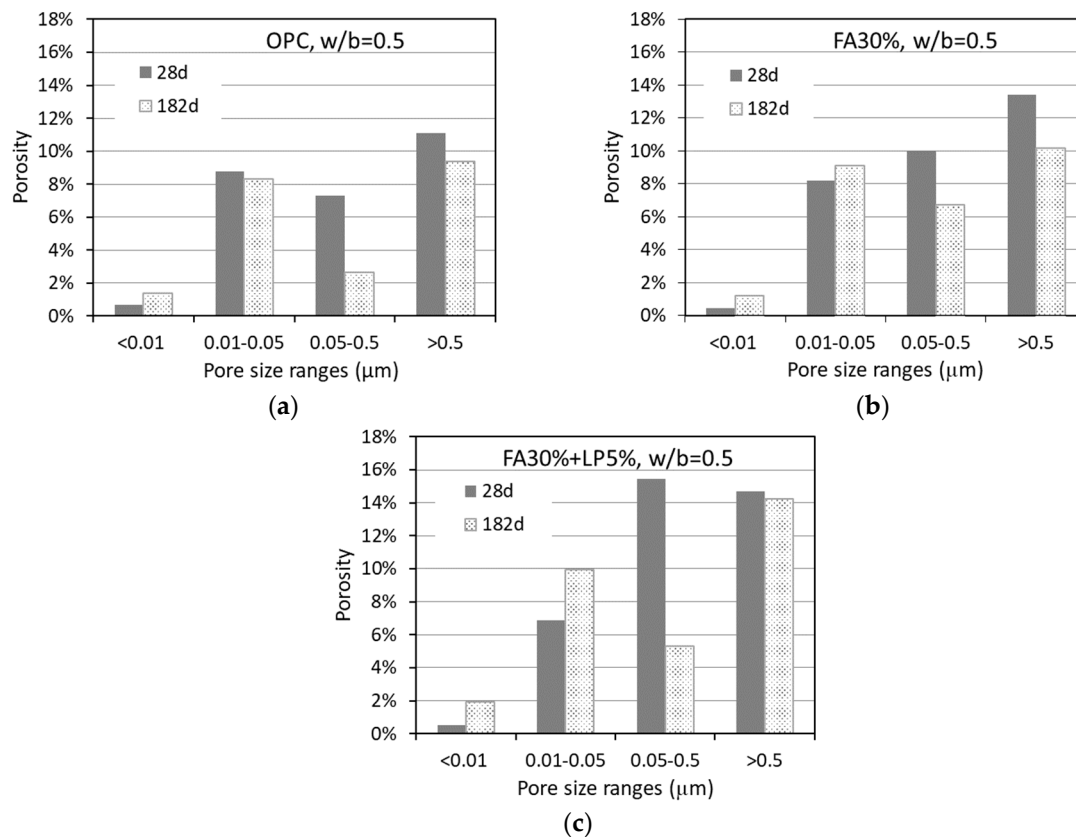 18%
16%
14%
12%
10%
8%
6%
4%
2%
0%
Porosity
OPC, w/b=0.5
28d
182d
<0.01 0.01-0.05 0.05-0.5 >0.5
Pore size ranges (μm)
(a)
18%
16%
14%
12%
10%
8%
6%
4%
2%
0%
Porosity
FA30%, w/b=0.5
28d
182d
<0.01 0.01-0.05 0.05-0.5 >0.5
Pore size ranges (μm)
(b)
18%
16%
14%
12%
10%
8%
6%
4%
2%
0%
Porosity
FA30%+LP5%, w/b=0.5
28d
182d
<0.01 0.01-0.05 0.05-0.5 >0.5
Pore size ranges (μm)
(c)